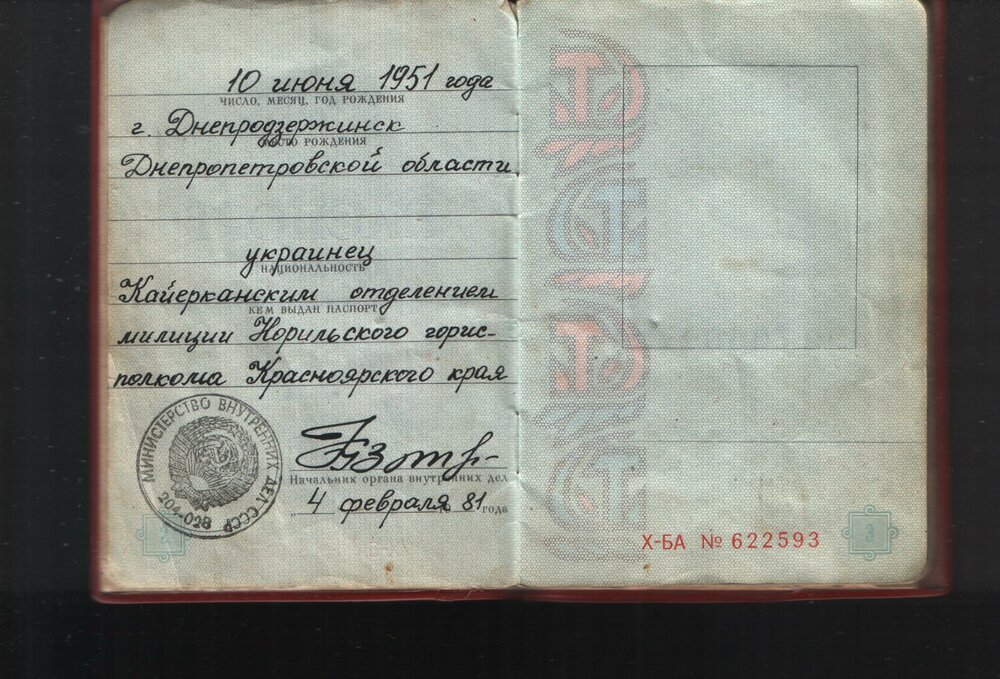 10 июня 1951 года
ЧИСЛО, МЕСЯЦ, ГОД РОЖДЕНИЯ
г. Днепродзержинск
МЕСТО РОЖДЕНИЯ
Днепропетровской области
украинец
НАЦИОНАЛЬНОСТЬ
Кайерканским отделением
КЕМ ВЫДАН ПАСПОРТ
милиции Норильского горис-
полкома Красноярского края
МИНИСТЕРСТВО ВНУТРЕННИХ ДЕЛ СССР
204-028
Начальник органа внутренних дел
„ 4 февраля 81 года
2
Х-БА № 622593
3